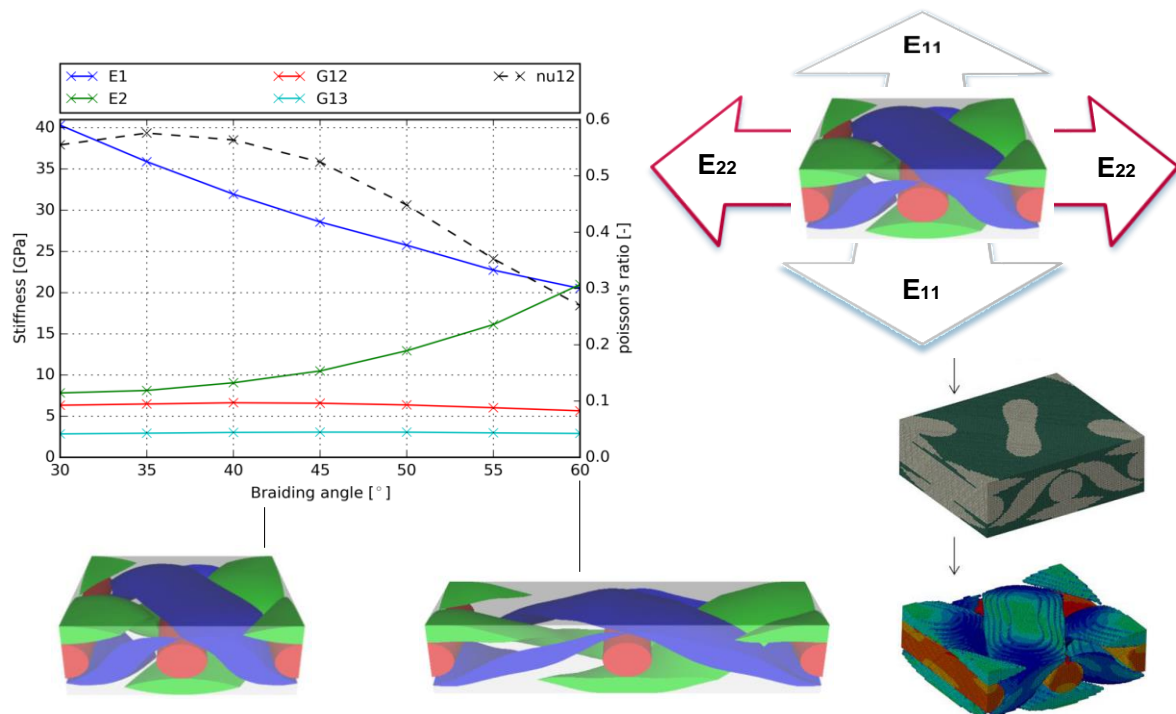 E1 G12 nu12
E2 G13
40
35
30
25
20
15
10
5
0
Stiffness [GPa]
0.6
0.5
0.4
0.3
0.2
0.1
0.0
poisson's ratio [-]
30 35 40 45 50 55 60
Braiding angle [°]
E11
E22
E22
E11